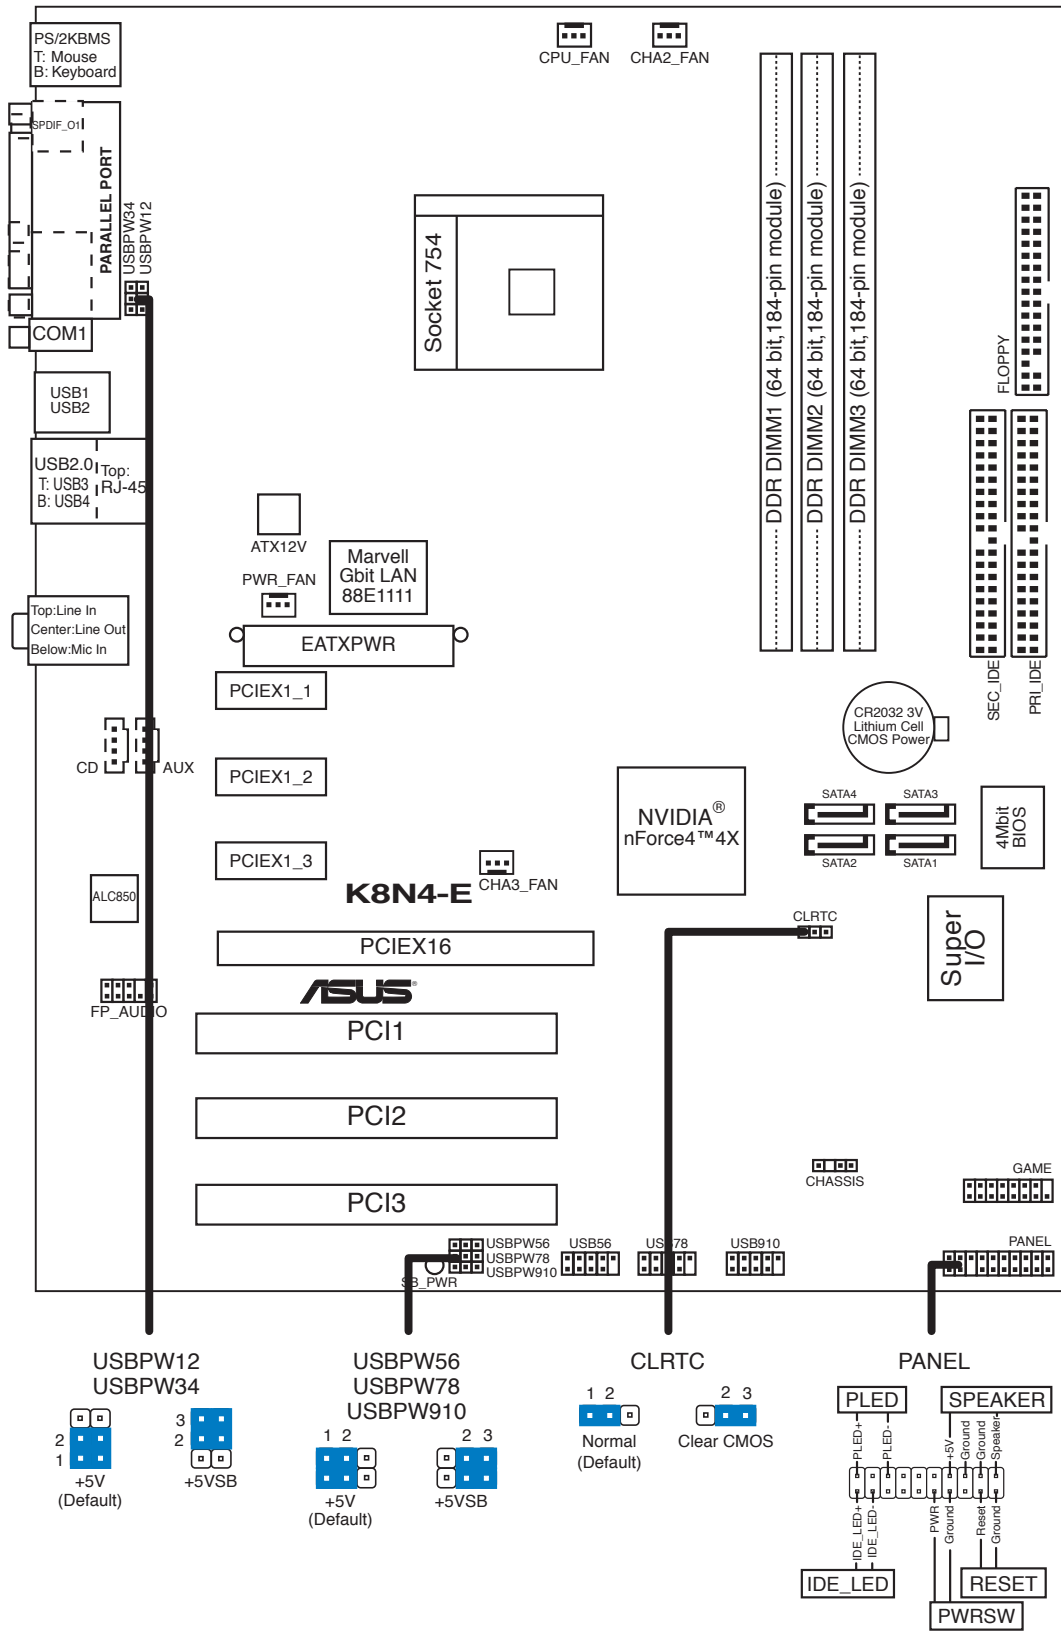 PS/2KBMS
T: Mouse
B: Keyboard
CPU_FAN
CHA2_FAN
SPDIF_O1
PARALLEL PORT
USBPW34
USBPW12
COM1
USB1
USB2
USB2.0
T: USB3
B: USB4
Top:
RJ-45
Socket 754
DDR DIMM1 (64 bit,184-pin module)
DDR DIMM2 (64 bit,184-pin module)
DDR DIMM3 (64 bit,184-pin module)
FLOPPY
SEC_IDE
PRI_IDE
ATX12V
PWR_FAN
Marvell
Gbit LAN
88E1111
EATXPWR
Top:Line In
Center:Line Out
Below:Mic In
PCIEX1_1
CD
AUX
PCIEX1_2
PCIEX1_3
CR2032 3V
Lithium Cell
CMOS Power
NVIDIA®
nForce4™4X
SATA4
SATA3
SATA2
SATA1
4Mbit
BIOS
ALC850
K8N4-E
CHA3_FAN
CLRTC
Super
I/O
PCIEX16
ASUS®
FP_AUDIO
PCI1
PCI2
PCI3
CHASSIS
GAME
USBPW56
USBPW78
USBPW910
SB_PWR
USB56
USB78
USB910
PANEL
USBPW12
USBPW34
2
1
+5V
(Default)
3
2
+5VSB
USBPW56
USBPW78
USBPW910
1 2
+5V
(Default)
2 3
+5VSB
CLRTC
1 2
Normal
(Default)
2 3
Clear CMOS
PANEL
PLED
SPEAKER
PLED+
PLED-
+5V
Ground
Ground
Speaker
IDE_LED+
IDE_LED-
PWR
Ground
Reset
Ground
IDE_LED
RESET
PWRSW